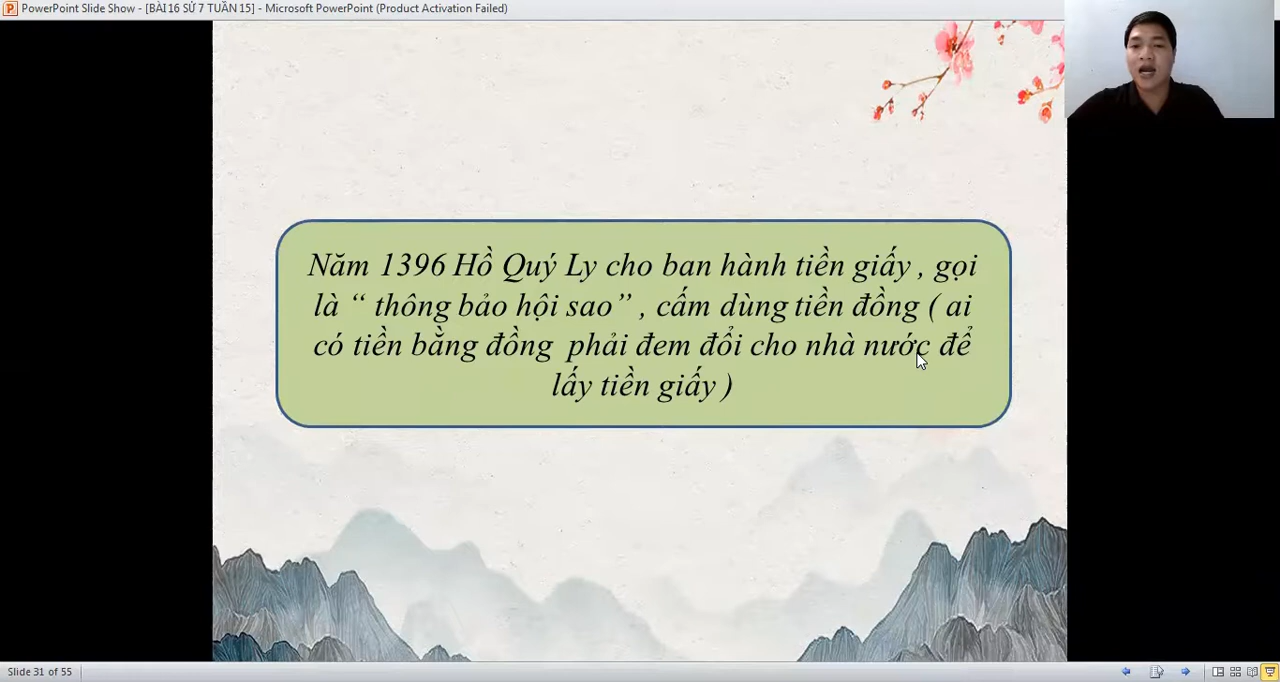 PowerPoint Slide Show - [BÀI 16 SỬ 7 TUẦN 15] - Microsoft PowerPoint (Product Activation Failed)
Năm 1396 Hồ Quý Ly cho ban hành tiền giấy , gọi
là “ thông bảo hội sao” , cấm dùng tiền đồng ( ai
có tiền bằng đồng phải đem đổi cho nhà nước để
lấy tiền giấy )
Slide 31 of 55